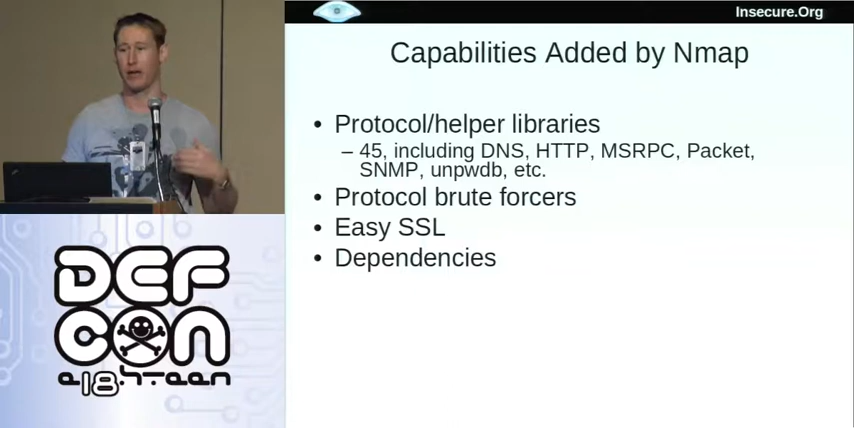 Insecure.Org
Capabilities Added by Nmap
• Protocol/helper libraries
– 45, including DNS, HTTP, MSRPC, Packet,
SNMP, unpwdb, etc.
• Protocol brute forcers
• Easy SSL
• Dependencies
DEF
CON
e18hteen